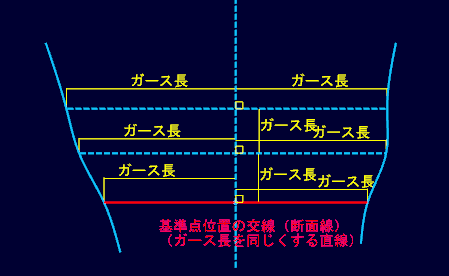 ガース長 ガース長
ガース長 ガース長 ガース長
ガース長 ガース長 ガース長
基準点位置の交線(断面線)
(ガース長を同じくする直線)